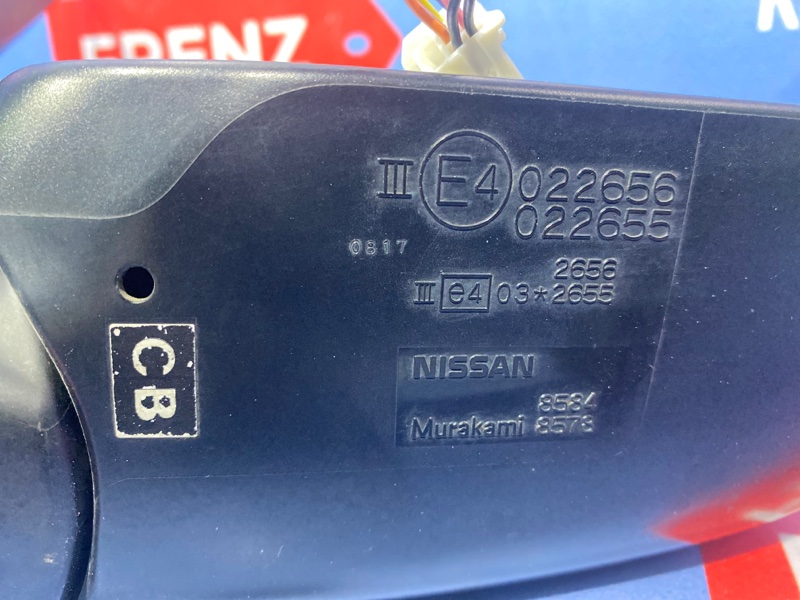 FRENZ
III E4 022656
022655
0817
2656
III e4 03*2655
NISSAN
8584
Murakami 8578
CB